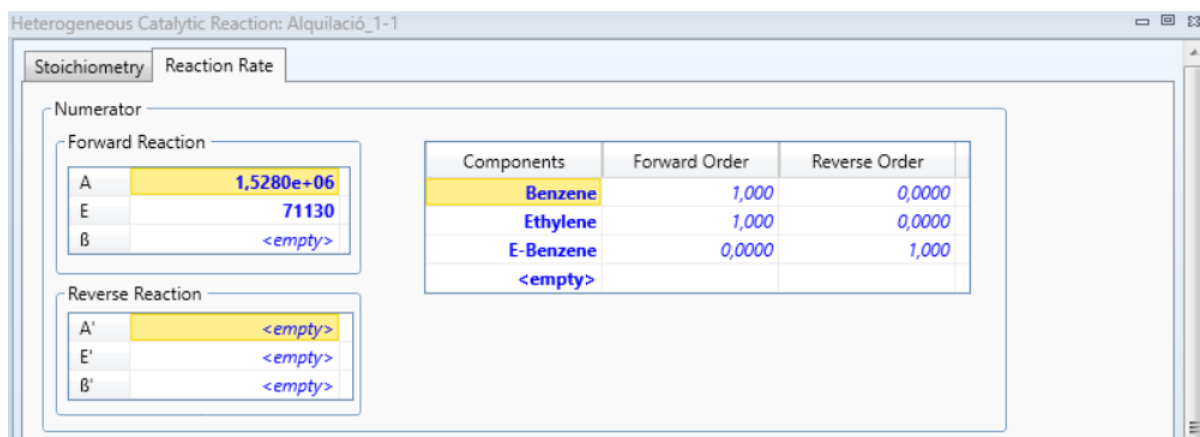 Heterogeneous Catalytic Reaction: Alquilació_1-1
Stoichiometry Reaction Rate
Numerator
Forward Reaction
A 1,5280e+06
E 71130
ß <empty>
Reverse Reaction
A' <empty>
E' <empty>
ß' <empty>
Components Forward Order Reverse Order
Benzene 1,000 0,0000
Ethylene 1,000 0,0000
E-Benzene 0,0000 1,000
<empty>